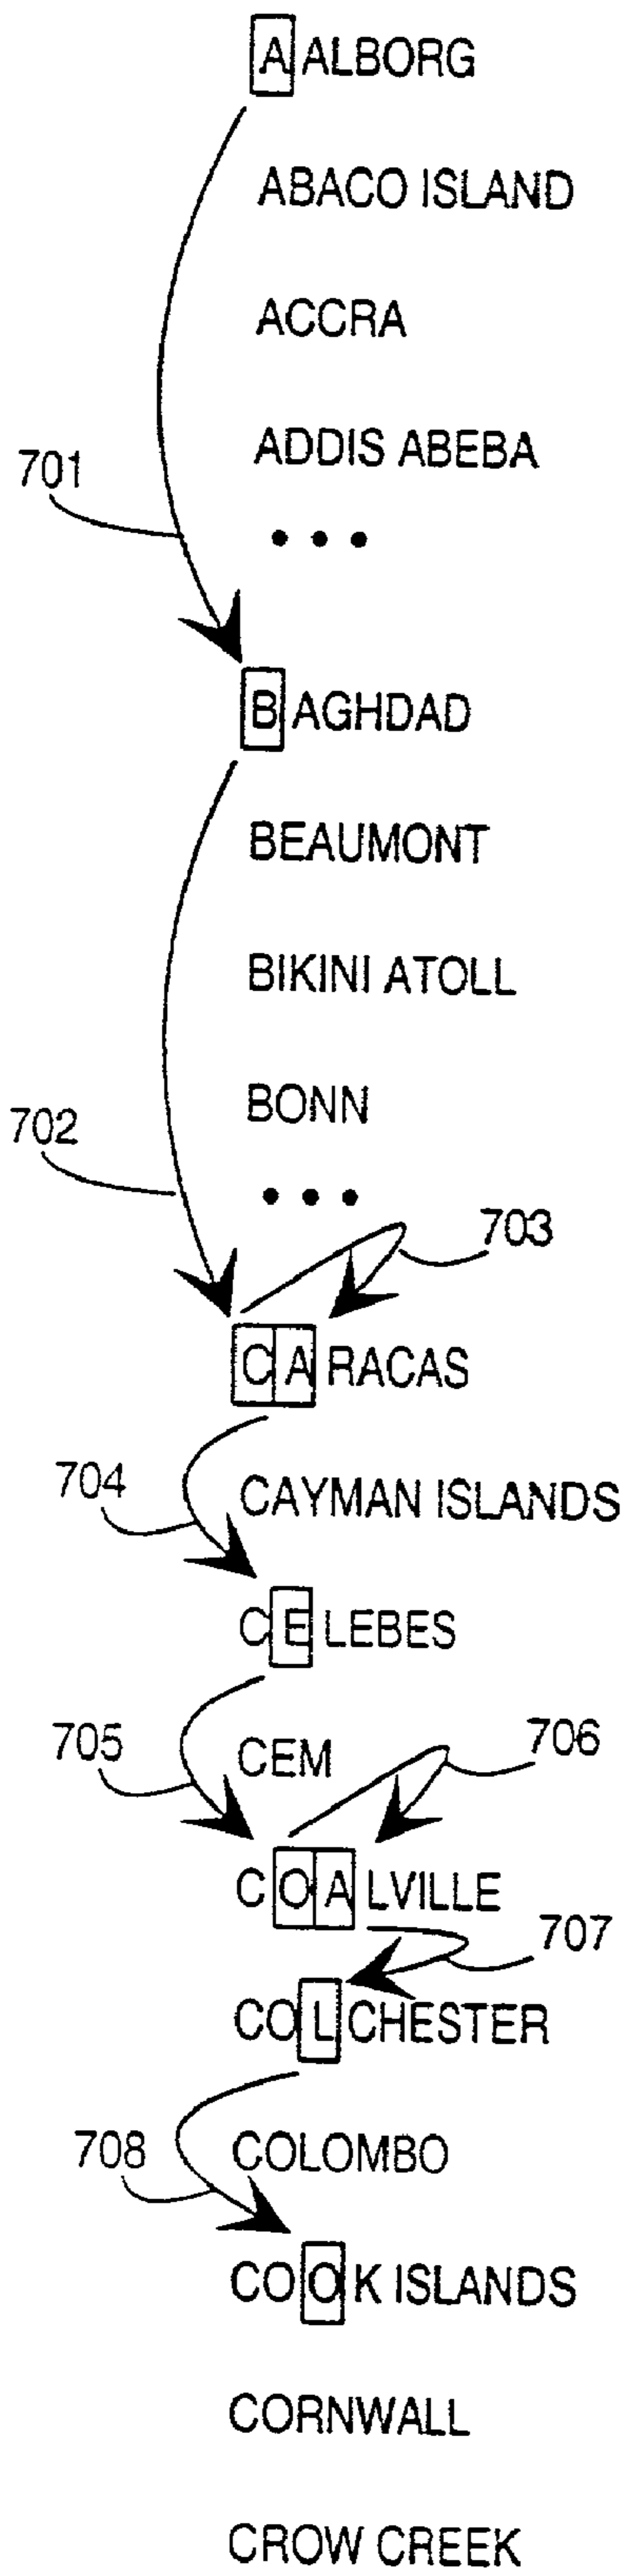 AALBORG
ABACO ISLAND
ACCRA
ADDIS ABEBA
701
• • •
BAGHDAD
BEAUMONT
BIKINI ATOLL
BONN
702
• • •
703
CARACAS
704
CAYMAN ISLANDS
CELEBES
705
CEM
706
COALVILLE
707
COLCHESTER
708
COLOMBO
COOK ISLANDS
CORNWALL
CROW CREEK